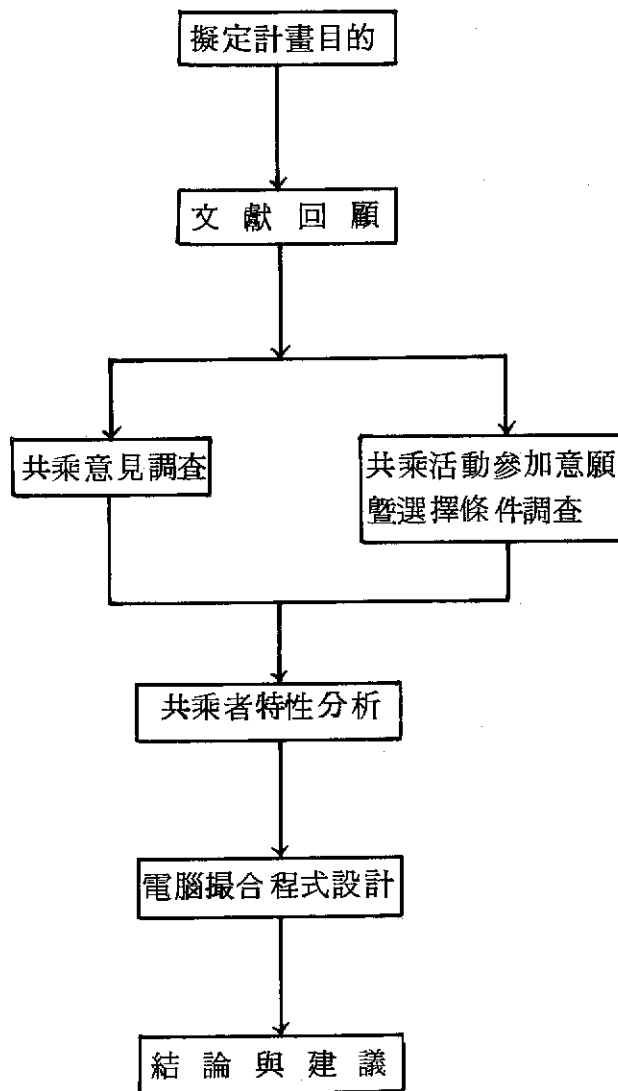 擬定計畫目的
文獻回顧
共乘意見調查
共乘活動參加意願
暨選擇條件調查
共乘者特性分析
電腦撮合程式設計
結論與建議